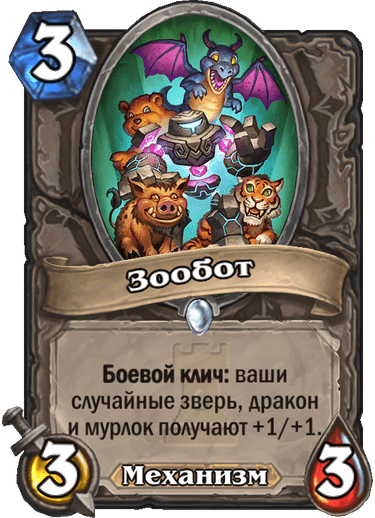 3
Зообот
Боевой клич: ваши
случайные зверь, дракон
и мурлок получают +1/+1.
3
Механизм
3